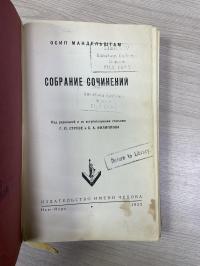 ОСИП МАНДЕЛЬШТАМ
СОБРАНИЕ СОЧИНЕНИЙ
Под редакцией и со вступительными статьями
Г. П. СТРУВЕ и Б. А. ФИЛИППОВА
Return to Library
ИЗДАТЕЛЬСТВО ИМЕНИ ЧЕХОВА
Нью-Йорк 1955